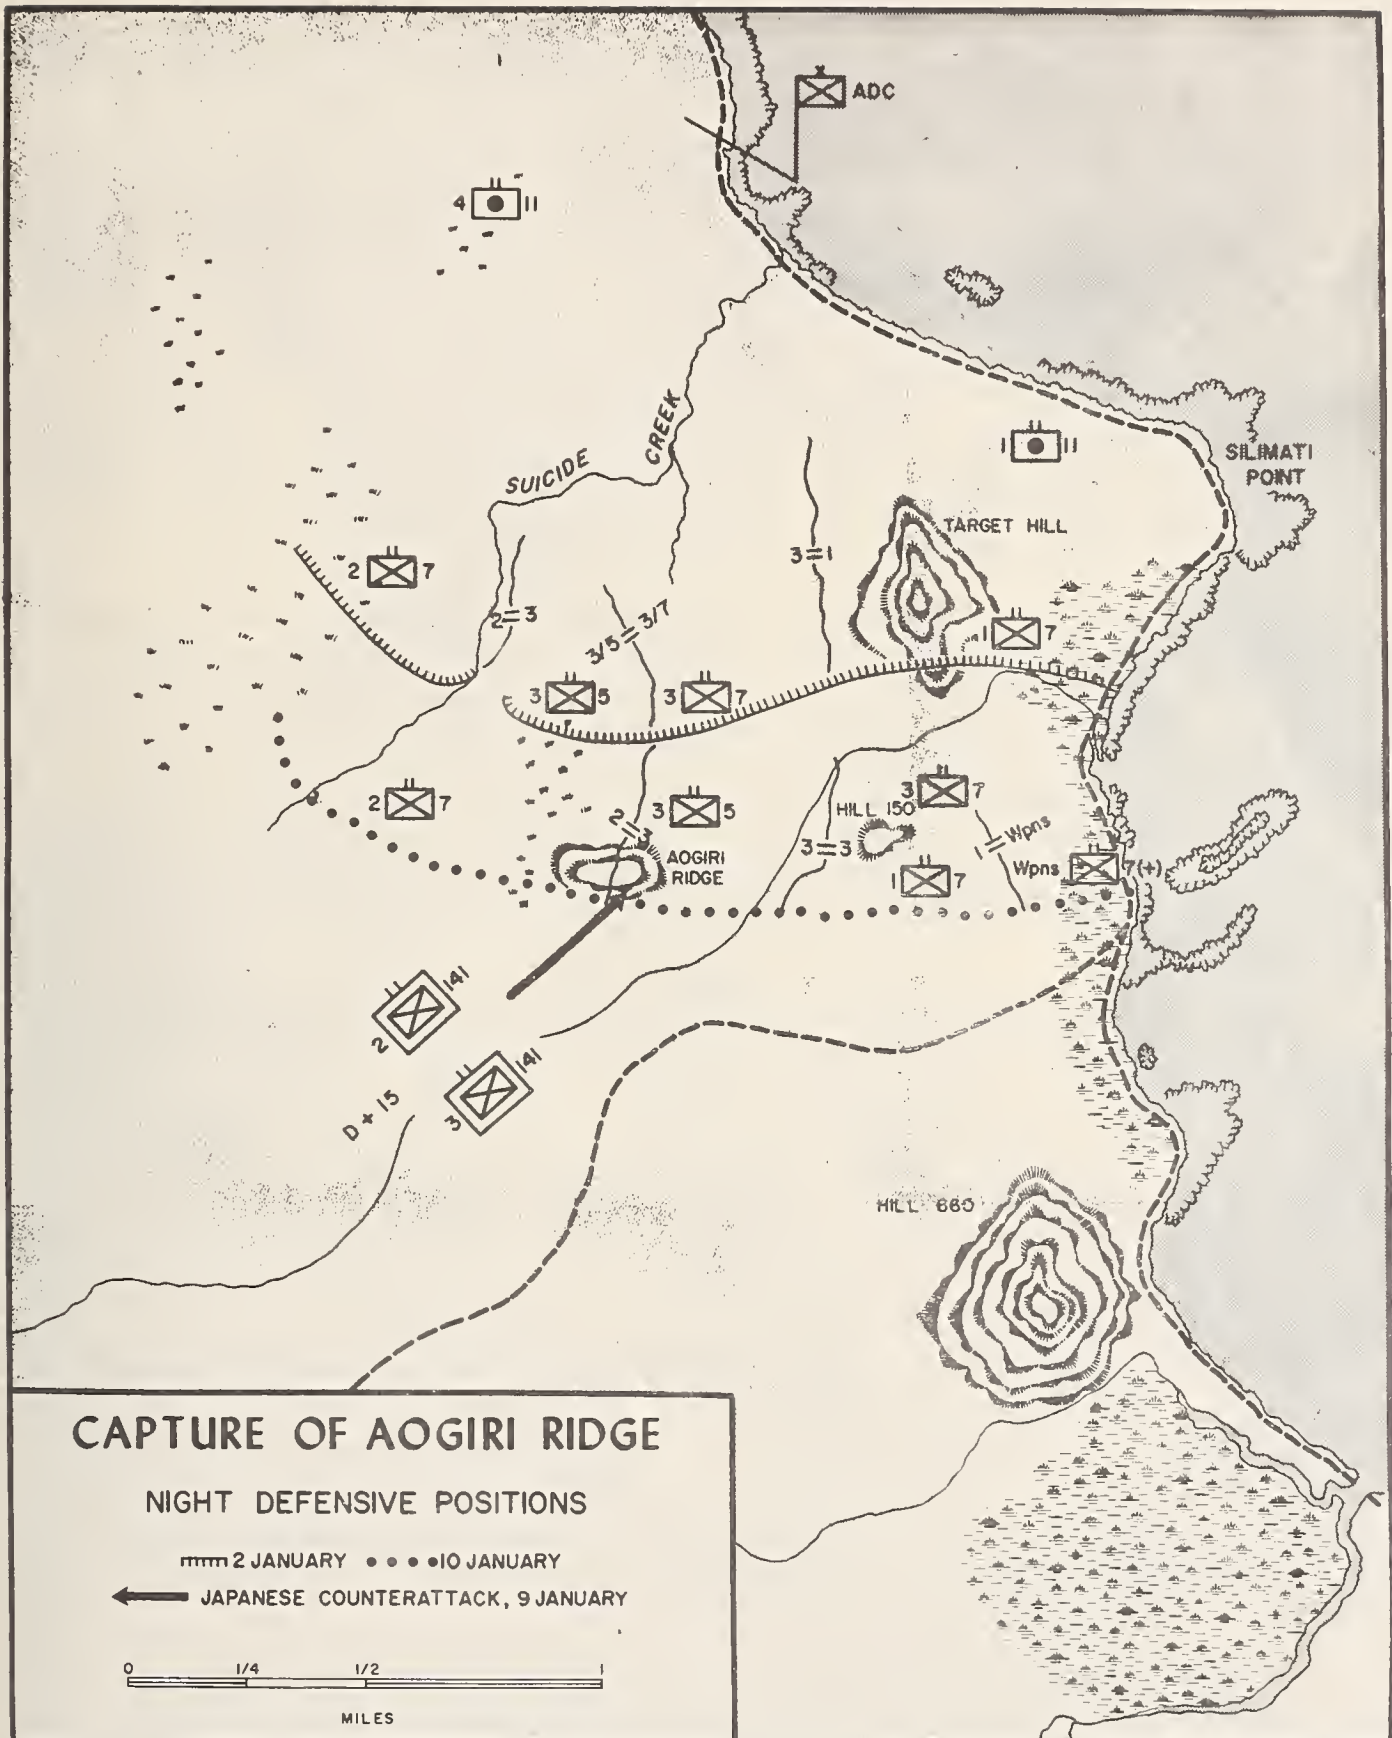 ADC
4 11
SUICIDE CREEK
1 11
SILIMATI
POINT
TARGET HILL
3=1
2 7
2=3
3/5=3/7
1 7
3 5
3 7
2 7
2=3
3 5
3 7
HILL 150
AOGIRI
RIDGE
3=3
1=Wpns
Wpns 7(+)
1 7
2 141
3 141
D + 15
HILL 660
CAPTURE OF AOGIRI RIDGE
NIGHT DEFENSIVE POSITIONS
2 JANUARY 10 JANUARY
JAPANESE COUNTERATTACK, 9 JANUARY
0 1/4 1/2 1
MILES